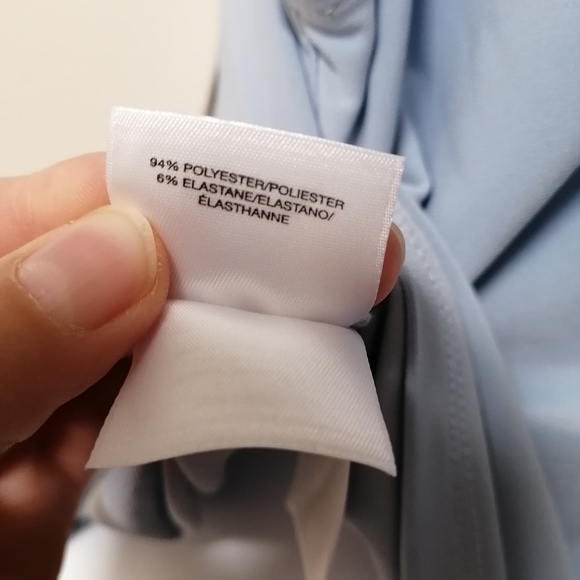 94% POLYESTER/POLIESTER
6% ELASTANE/ELASTANO/
ÉLASTHANNE